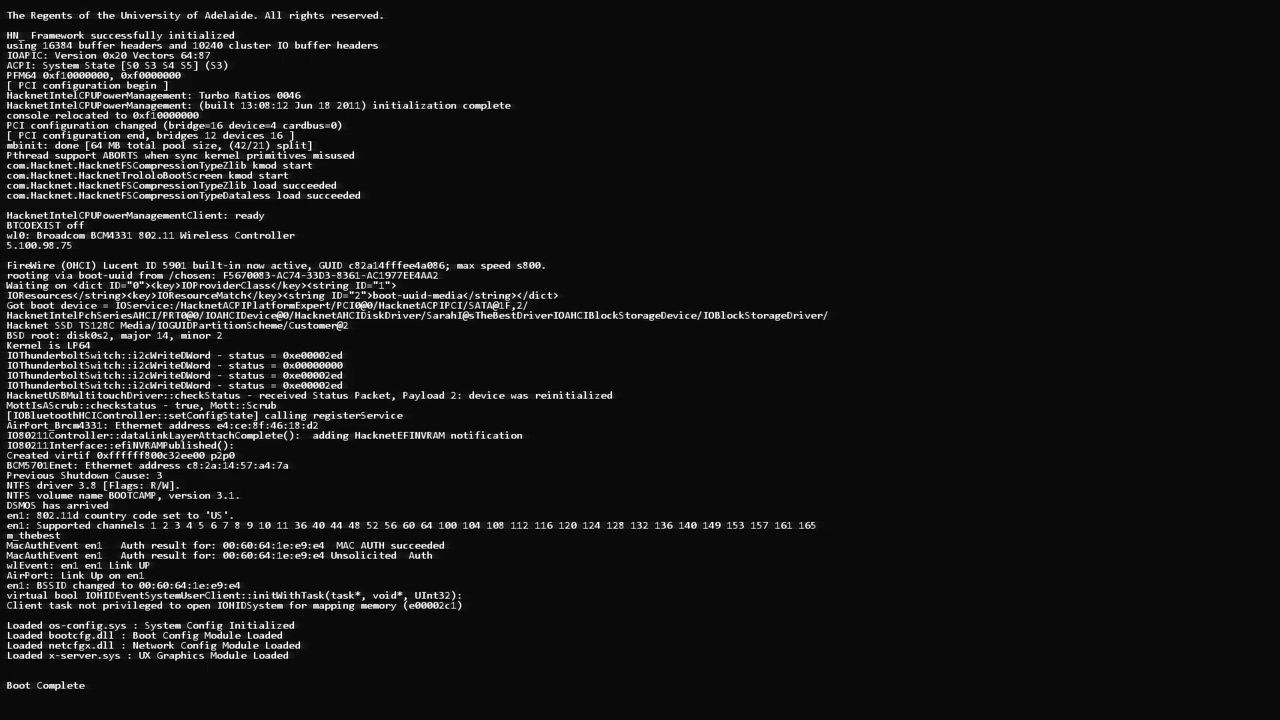 The Regents of the University of Adelaide. All rights reserved.
HN_ Framework successfully initialized
using 16384 buffer headers and 10240 cluster IO buffer headers
IOAPIC: Version 0x20 Vectors 64:87
ACPI: System State [S0 S3 S4 S5] (S3)
PFM64 0xf10000000, 0xf0000000
[ PCI configuration begin ]
HacknetIntelCPUPowerManagement: Turbo Ratios 0046
HacknetIntelCPUPowerManagement: (built 13:08:12 Jun 18 2011) initialization complete
console relocated to 0xf10000000
PCI configuration changed (bridge=16 device=4 cardbus=0)
[ PCI configuration end, bridges 12 devices 16 ]
mbinit: done [64 MB total pool size, (42/21) split]
Pthread support ABORTS when sync kernel primitives misused
com.Hacknet.HacknetFSCompressionTypeZlib kmod start
com.Hacknet.HacknetTrololoBootScreen kmod start
com.Hacknet.HacknetFSCompressionTypeZlib load succeeded
com.Hacknet.HacknetFSCompressionTypeDataless load succeeded
HacknetIntelCPUPowerManagementClient: ready
BTCOEXIST off
wl0: Broadcom BCM4331 802.11 Wireless Controller
5.100.98.75
FireWire (OHCI) Lucent ID 5901 built-in now active, GUID c82a14fffee4a086; max speed s800.
rooting via boot-uuid from /chosen: F5670083-AC74-33D3-8361-AC1977EE4AA2
Waiting on <dict ID="0"><key>IOProviderClass</key><string ID="1">
IOResources</string><key>IOResourceMatch</key><string ID="2">boot-uuid-media</string></dict>
Got boot device = IOService:/HacknetACPIPlatformExpert/PCI0@0/HacknetACPIPCI/SATA@1F,2/
HacknetIntelPchSeriesAHCI/PRT0@0/IOAHCIDevice@0/HacknetAHCIDiskDriver/SarahI@sTheBestDriverIOAHCIBlockStorageDevice/IOBlockStorageDriver/
Hacknet SSD TS128C Media/IOGUIDPartitionScheme/Customer@2
BSD root: disk0s2, major 14, minor 2
Kernel is LP64
IOThunderboltSwitch::i2cWriteDWord - status = 0xe00002ed
IOThunderboltSwitch::i2cWriteDWord - status = 0x00000000
IOThunderboltSwitch::i2cWriteDWord - status = 0xe00002ed
IOThunderboltSwitch::i2cWriteDWord - status = 0xe00002ed
HacknetUSBMultitouchDriver::checkStatus - received Status Packet, Payload 2: device was reinitialized
MottIsAScrub::checkstatus - true, Mott::Scrub
[IOBluetoothHCIController::setConfigState] calling registerService
AirPort_Brcm4331: Ethernet address e4:ce:8f:46:18:d2
IO80211Controller::dataLinkLayerAttachComplete():  adding HacknetEFINVRAM notification
IO80211Interface::efiNVRAMPublished():
Created virtif 0xffffff800c32ee00 p2p0
BCM5701Enet: Ethernet address c8:2a:14:57:a4:7a
Previous Shutdown Cause: 3
NTFS driver 3.8 [Flags: R/W].
NTFS volume name BOOTCAMP, version 3.1.
DSMOS has arrived
en1: 802.11d country code set to 'US'.
en1: Supported channels 1 2 3 4 5 6 7 8 9 10 11 36 40 44 48 52 56 60 64 100 104 108 112 116 120 124 128 132 136 140 149 153 157 161 165
m_thebest
MacAuthEvent en1   Auth result for: 00:60:64:1e:e9:e4  MAC AUTH succeeded
MacAuthEvent en1   Auth result for: 00:60:64:1e:e9:e4 Unsolicited  Auth
wlEvent: en1 en1 Link UP
AirPort: Link Up on en1
en1: BSSID changed to 00:60:64:1e:e9:e4
virtual bool IOHIDEventSystemUserClient::initWithTask(task*, void*, UInt32):
Client task not privileged to open IOHIDSystem for mapping memory (e00002c1)
Loaded os-config.sys : System Config Initialized
Loaded bootcfg.dll : Boot Config Module Loaded
Loaded netcfgx.dll : Network Config Module Loaded
Loaded x-server.sys : UX Graphics Module Loaded
Boot Complete